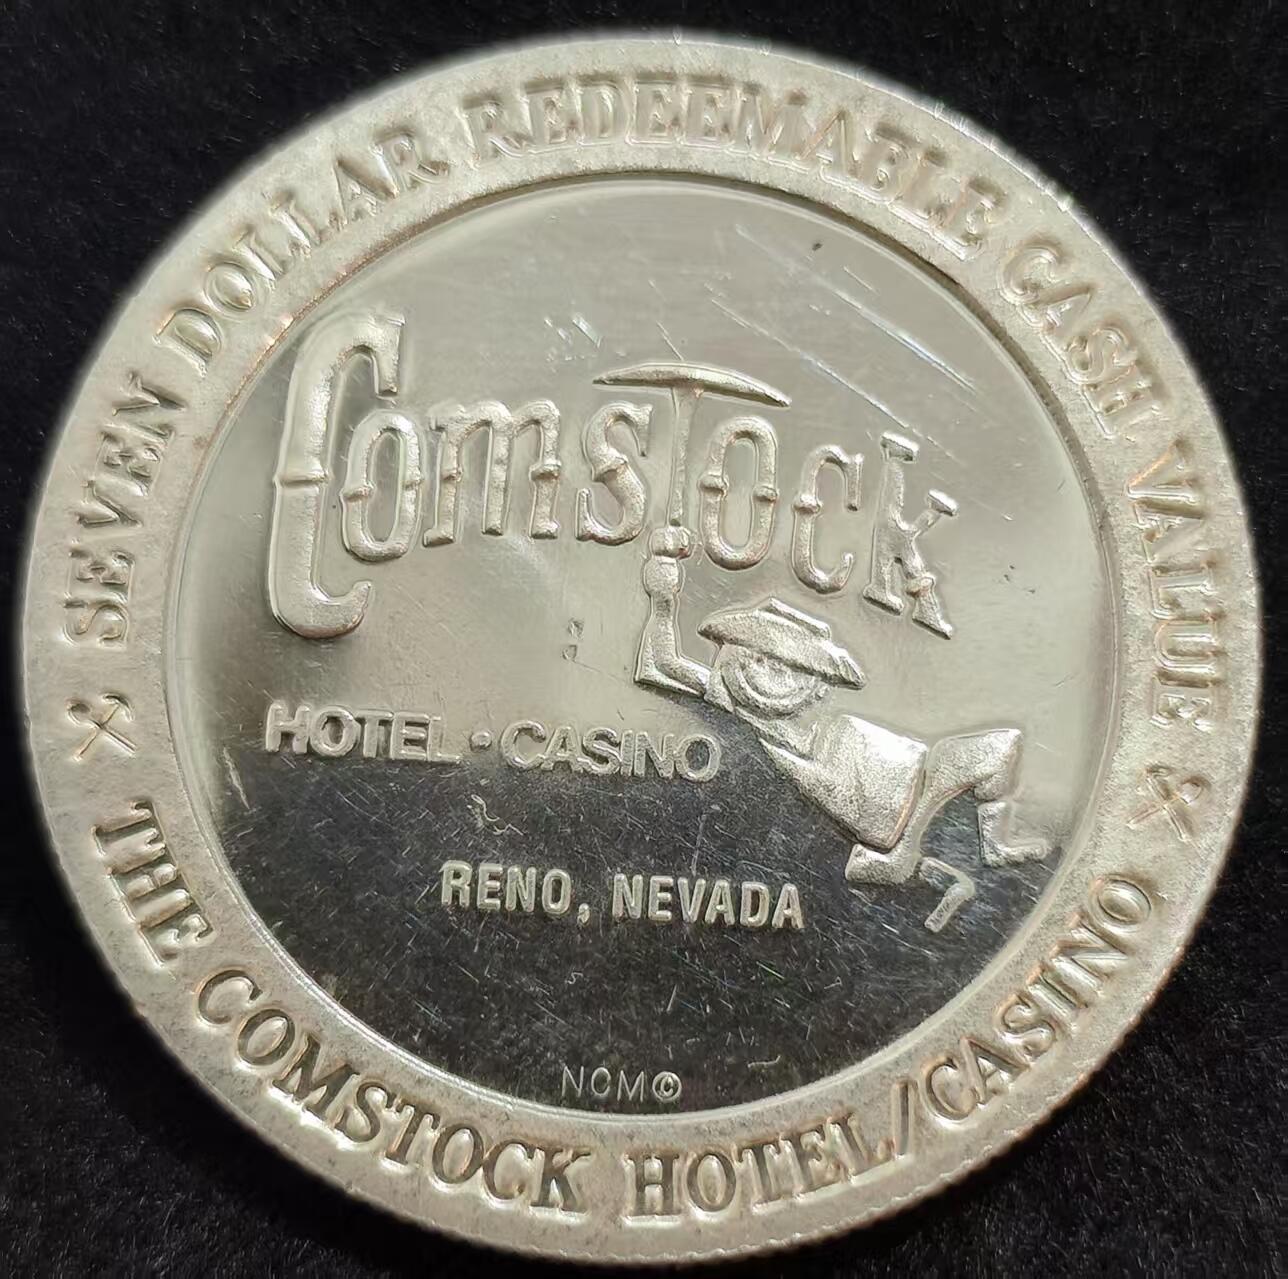 SEVEN DOLLAR REDEEMABLE CASH VALUE
Comstock
HOTEL • CASINO
RENO, NEVADA
NCM©
THE COMSTOCK HOTEL/CASINO